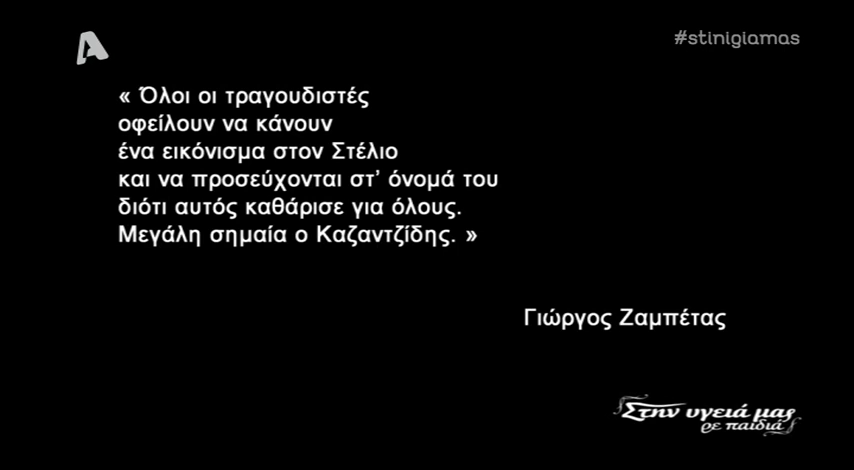 #stinigiamas
« Όλοι οι τραγουδιστές
οφείλουν να κάνουν
ένα εικόνισμα στον Στέλιο
και να προσεύχονται στ’ όνομά του
διότι αυτός καθάρισε για όλους.
Μεγάλη σημαία ο Καζαντζίδης. »
Γιώργος Ζαμπέτας
Στην υγειά μας
ρε παιδιά